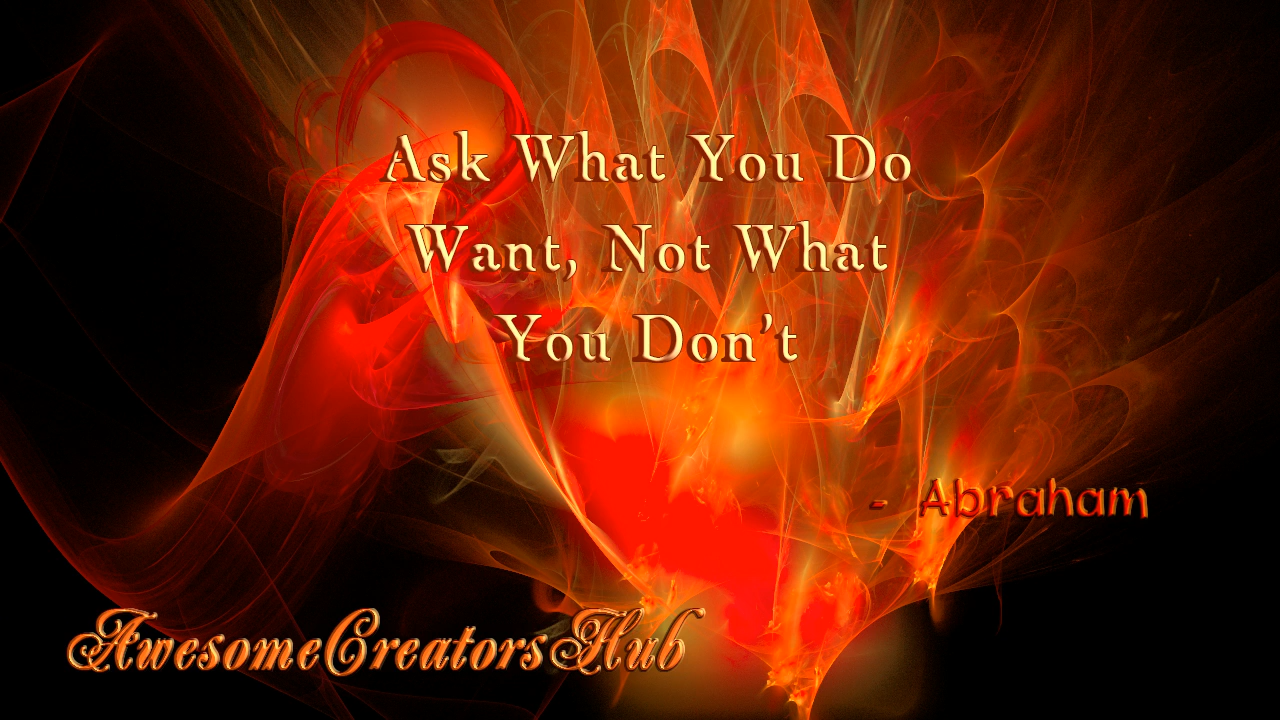 Ask What You Do
Want, Not What
You Don't
- Abraham
AwesomeCreatorsHub